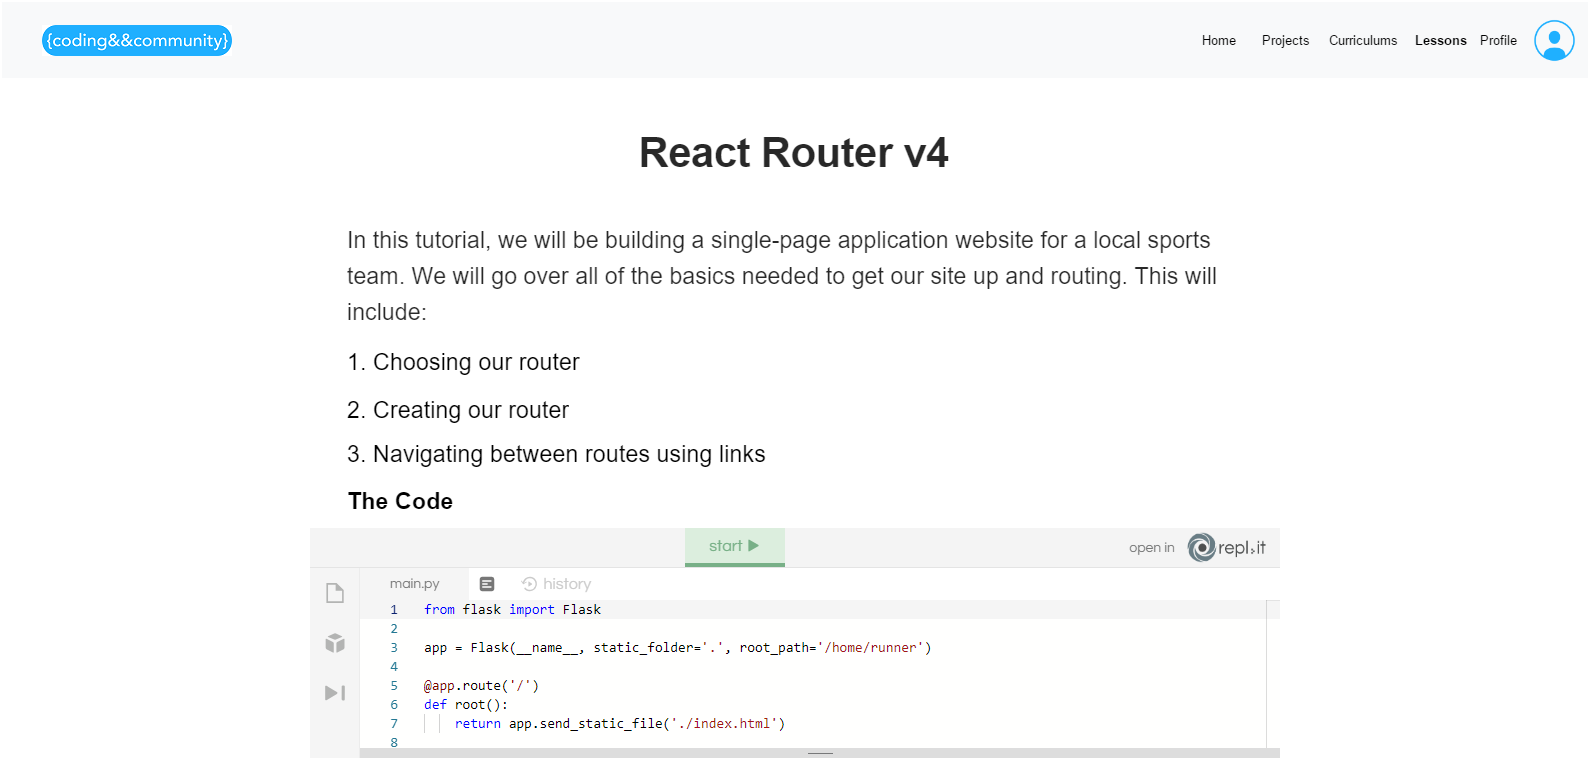 {coding&&community}
Home Projects Curriculums Lessons Profile
React Router v4
In this tutorial, we will be building a single-page application website for a local sports
team. We will go over all of the basics needed to get our site up and routing. This will
include:
1. Choosing our router
2. Creating our router
3. Navigating between routes using links
The Code
start
open in repl.it
main.py history
1 from flask import Flask
2
3 app = Flask(__name__, static_folder='.', root_path='/home/runner')
4
5 @app.route('/')
6 def root():
7 return app.send_static_file('./index.html')
8